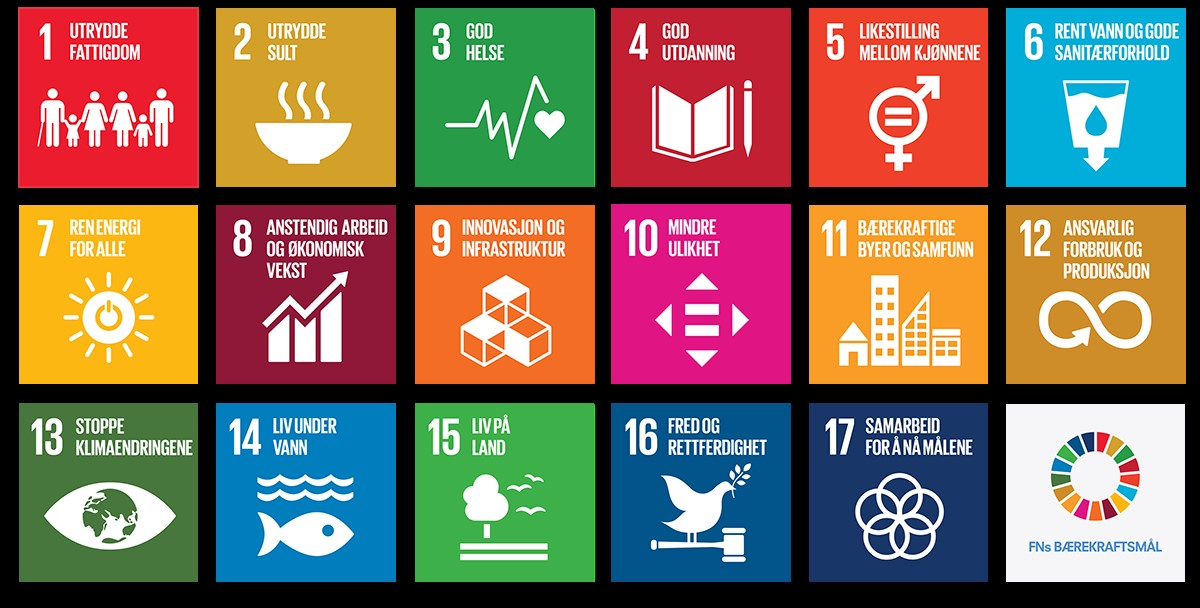 1 UTRYDDE
FATTIGDOM
2 UTRYDDE
SULT
3 GOD
HELSE
4 GOD
UTDANNING
5 LIKESTILLING
MELLOM KJØNNENE
6 RENT VANN OG GODE
SANITÆRFORHOLD
7 REN ENERGI
FOR ALLE
8 ANSTENDIG ARBEID
OG ØKONOMISK
VEKST
9 INNOVASJON OG
INFRASTRUKTUR
10 MINDRE
ULIKHET
11 BÆREKRAFTIGE
BYER OG SAMFUNN
12 ANSVARLIG
FORBRUK OG
PRODUKSJON
13 STOPPE
KLIMAENDRINGENE
14 LIV UNDER
VANN
15 LIV PÅ
LAND
16 FRED OG
RETTFERDIGHET
17 SAMARBEID
FOR Å NÅ MÅLENE
FNs BÆREKRAFTSMÅL